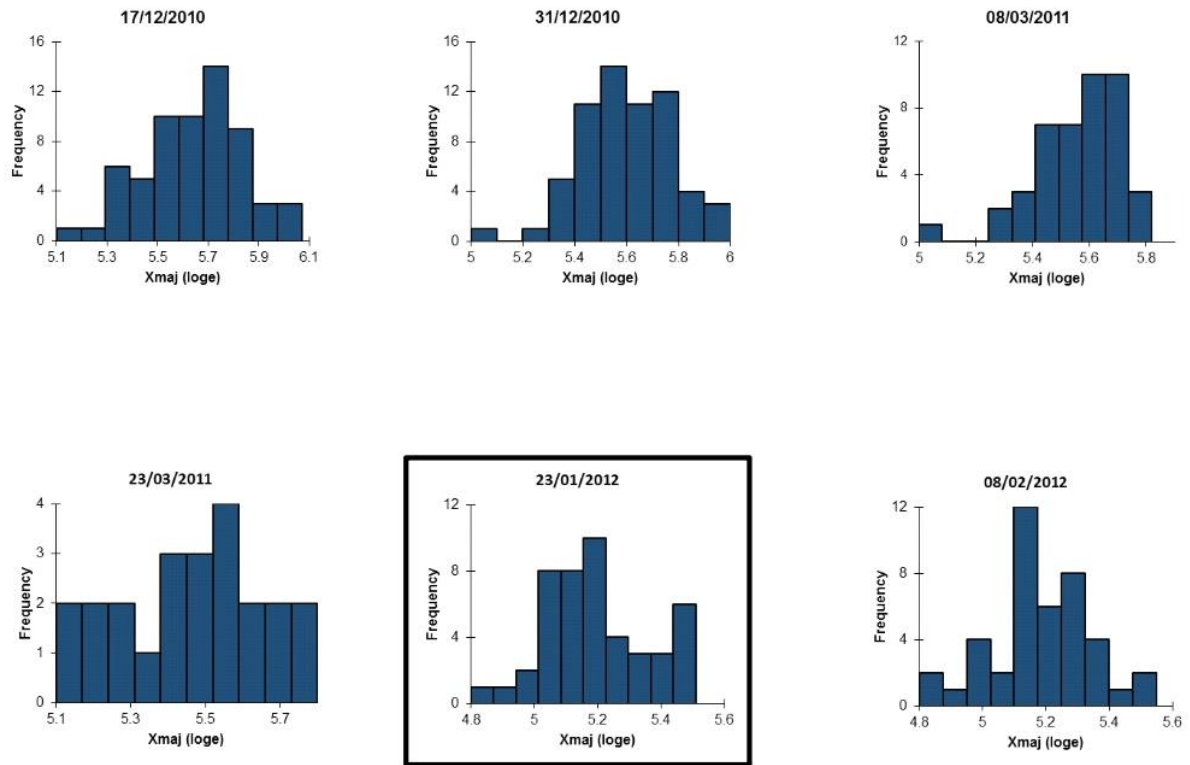 17/12/2010
16
12
8
4
0
Frequency
5.1 5.3 5.5 5.7 5.9 6.1
Xmaj (loge)
31/12/2010
16
12
8
4
0
Frequency
5 5.2 5.4 5.6 5.8 6
Xmaj (loge)
08/03/2011
12
8
4
0
Frequency
5 5.2 5.4 5.6 5.8
Xmaj (loge)
23/03/2011
4
3
2
1
0
Frequency
5.1 5.3 5.5 5.7
Xmaj (loge)
23/01/2012
12
8
4
0
Frequency
4.8 5 5.2 5.4 5.6
Xmaj (loge)
08/02/2012
12
8
4
0
Frequency
4.8 5 5.2 5.4 5.6
Xmaj (loge)